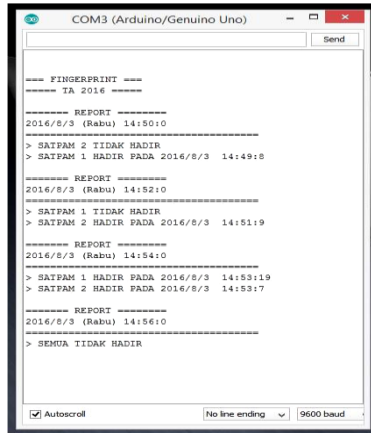 COM3 (Arduino/Genuino Uno)
Send
=== FINGERPRINT ===
===== TA 2016 =====
======= REPORT ========
2016/8/3 (Rabu) 14:50:0
=======================================
> SATPAM 2 TIDAK HADIR
> SATPAM 1 HADIR PADA 2016/8/3  14:49:8
======= REPORT ========
2016/8/3 (Rabu) 14:52:0
=======================================
> SATPAM 1 TIDAK HADIR
> SATPAM 2 HADIR PADA 2016/8/3  14:51:9
======= REPORT ========
2016/8/3 (Rabu) 14:54:0
=======================================
> SATPAM 1 HADIR PADA 2016/8/3  14:53:19
> SATPAM 2 HADIR PADA 2016/8/3  14:53:7
======= REPORT ========
2016/8/3 (Rabu) 14:56:0
=======================================
> SEMUA TIDAK HADIR
Autoscroll
No line ending
9600 baud